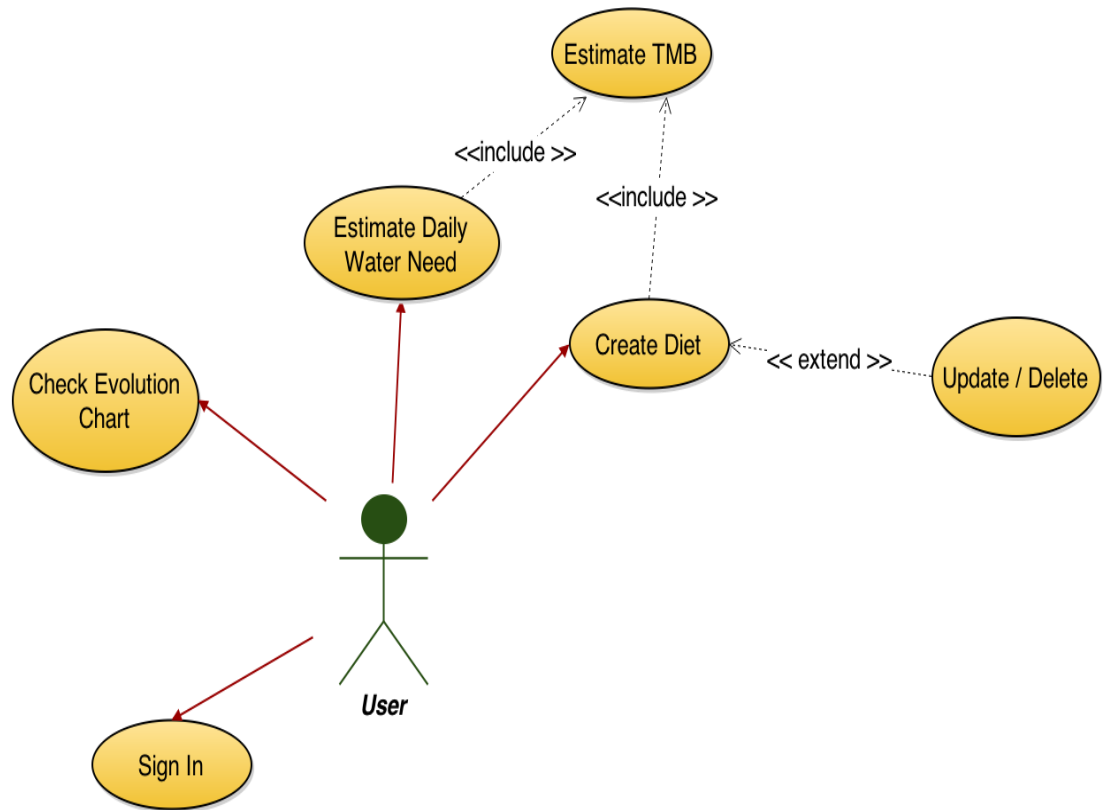 Estimate TMB
<<include >>
<<include >>
Estimate Daily
Water Need
Create Diet
<< extend >>
Update / Delete
Check Evolution
Chart
User
Sign In